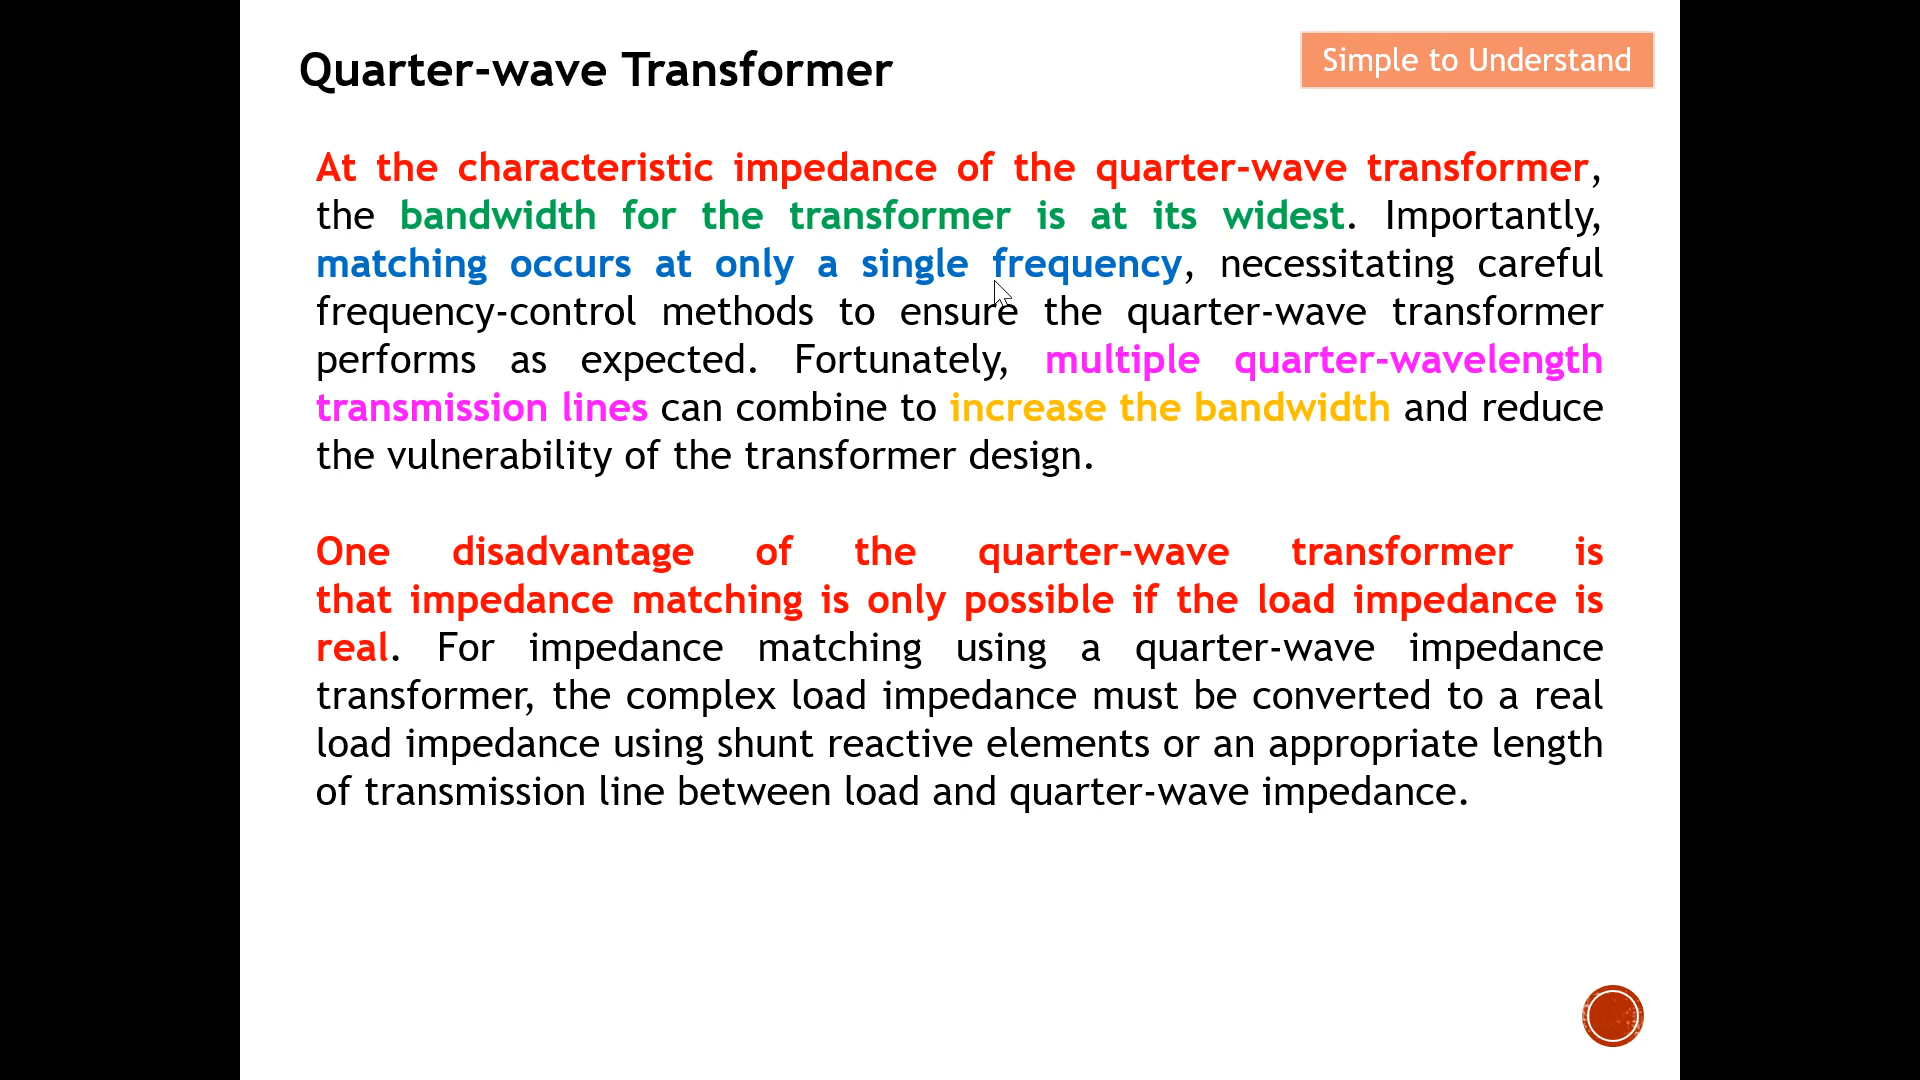 Quarter-wave Transformer
Simple to Understand
At the characteristic impedance of the quarter-wave transformer,
the bandwidth for the transformer is at its widest. Importantly,
matching occurs at only a single frequency, necessitating careful
frequency-control methods to ensure the quarter-wave transformer
performs as expected. Fortunately, multiple quarter-wavelength
transmission lines can combine to increase the bandwidth and reduce
the vulnerability of the transformer design.
One disadvantage of the quarter-wave transformer is
that impedance matching is only possible if the load impedance is
real. For impedance matching using a quarter-wave impedance
transformer, the complex load impedance must be converted to a real
load impedance using shunt reactive elements or an appropriate length
of transmission line between load and quarter-wave impedance.